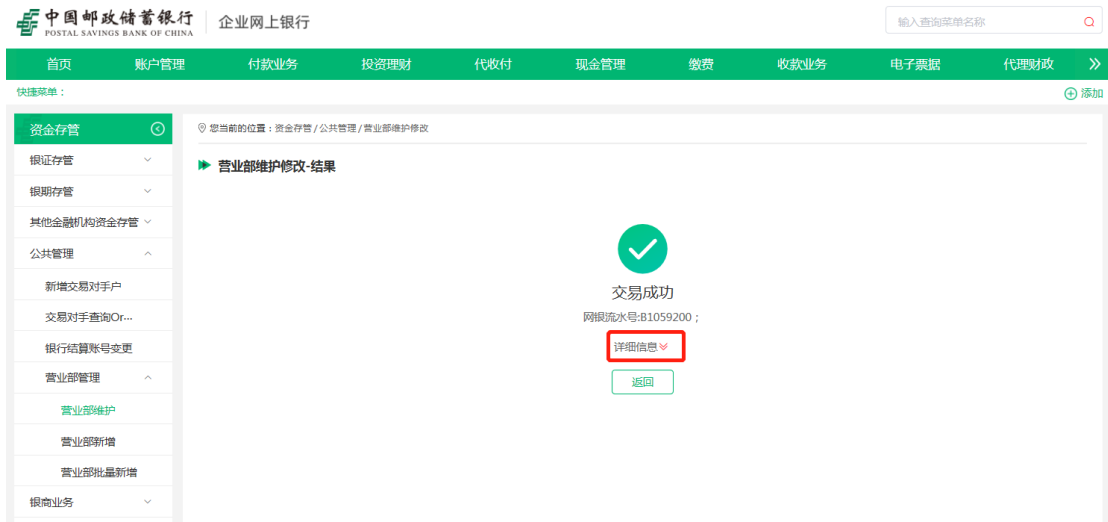 中国邮政储蓄银行
POSTAL SAVINGS BANK OF CHINA
企业网上银行
输入查询菜单名称
首页 账户管理 付款业务 投资理财 代收付 现金管理 缴费 收款业务 电子票据 代理财政
快捷菜单：
添加
资金存管
您当前的位置：资金存管/公共管理/营业部维护修改
银证存管
营业部维护修改-结果
银期存管
其他金融机构资金存管
公共管理
新增交易对手户
交易成功
交易对手查询Or···
网银流水号:B1059200；
银行结算账号变更
详细信息
营业部管理
返回
营业部维护
营业部新增
营业部批量新增
银商业务